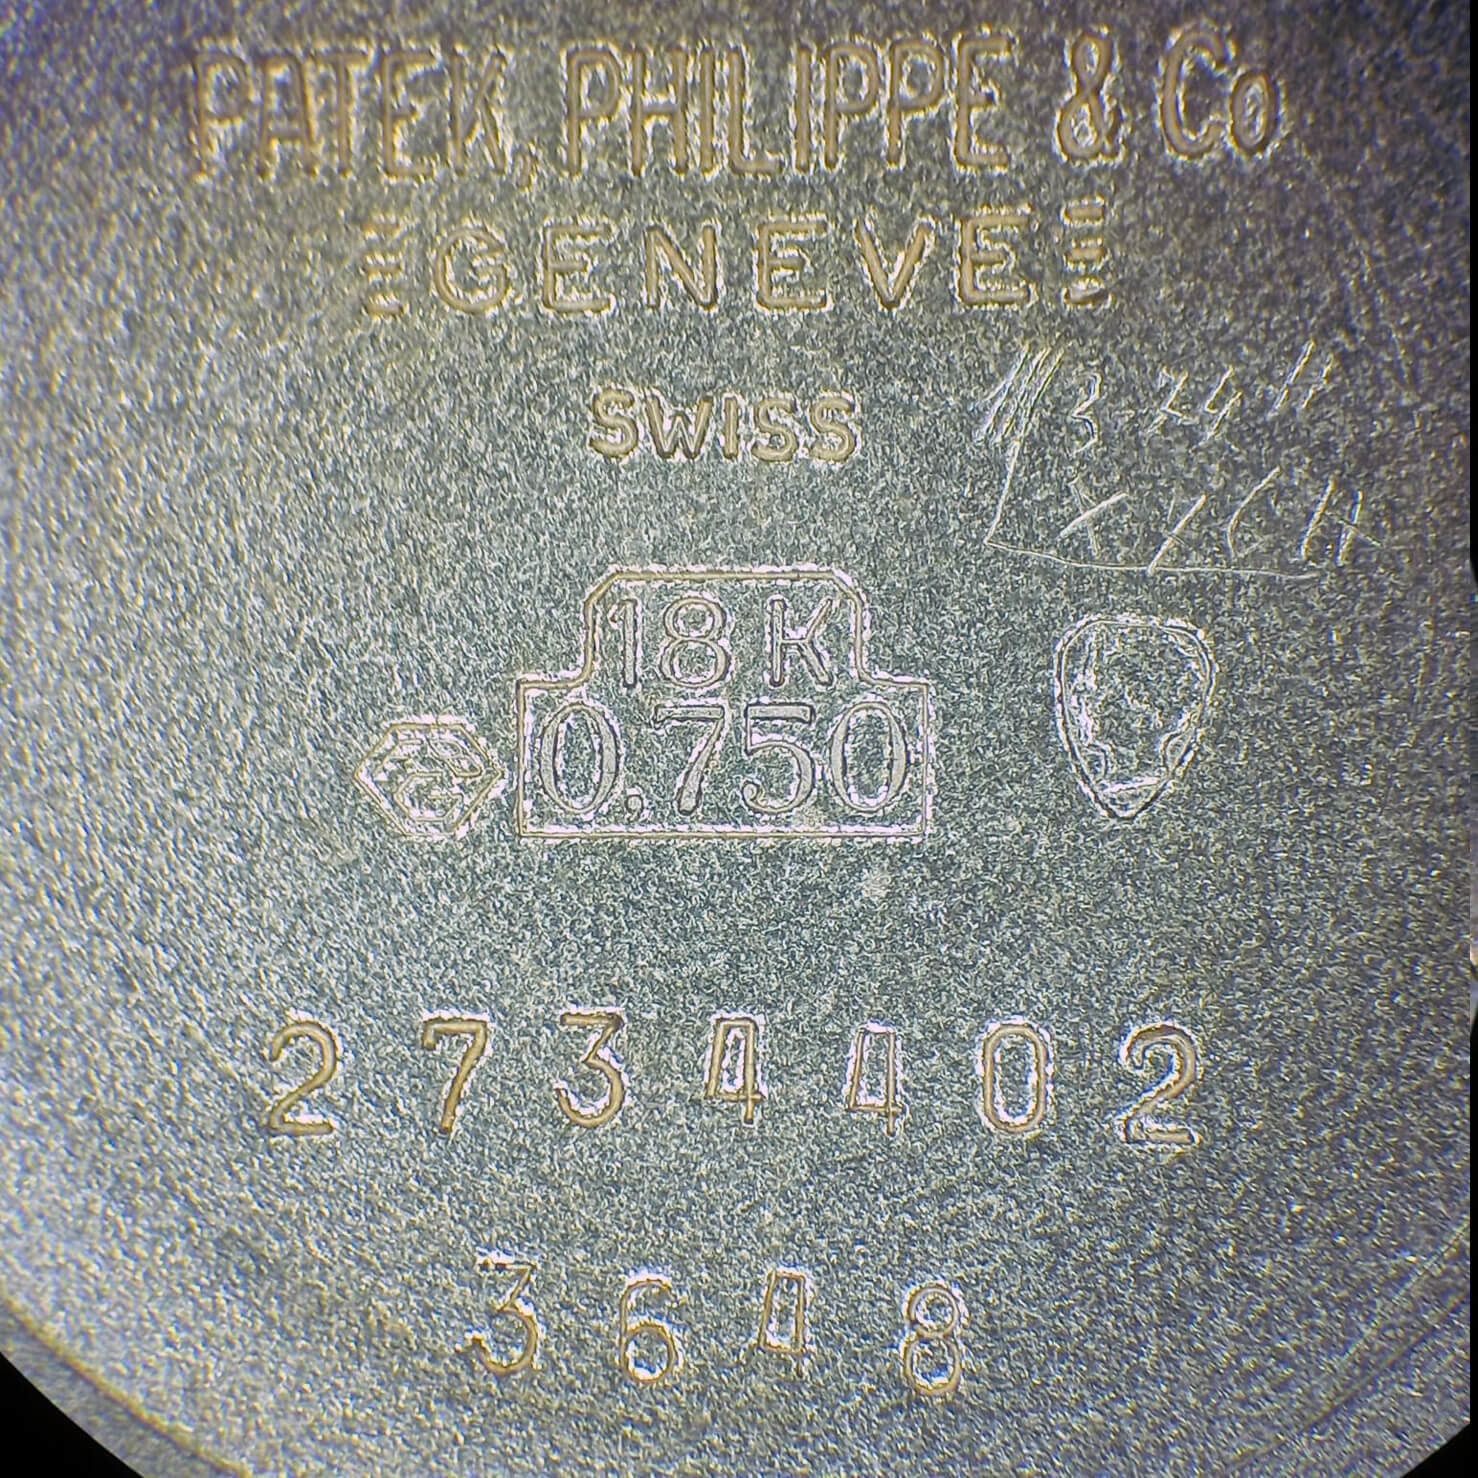 PATEK, PHILIPPE & Co
GENEVE
SWISS
18 K
0,750
G
2734402
3648